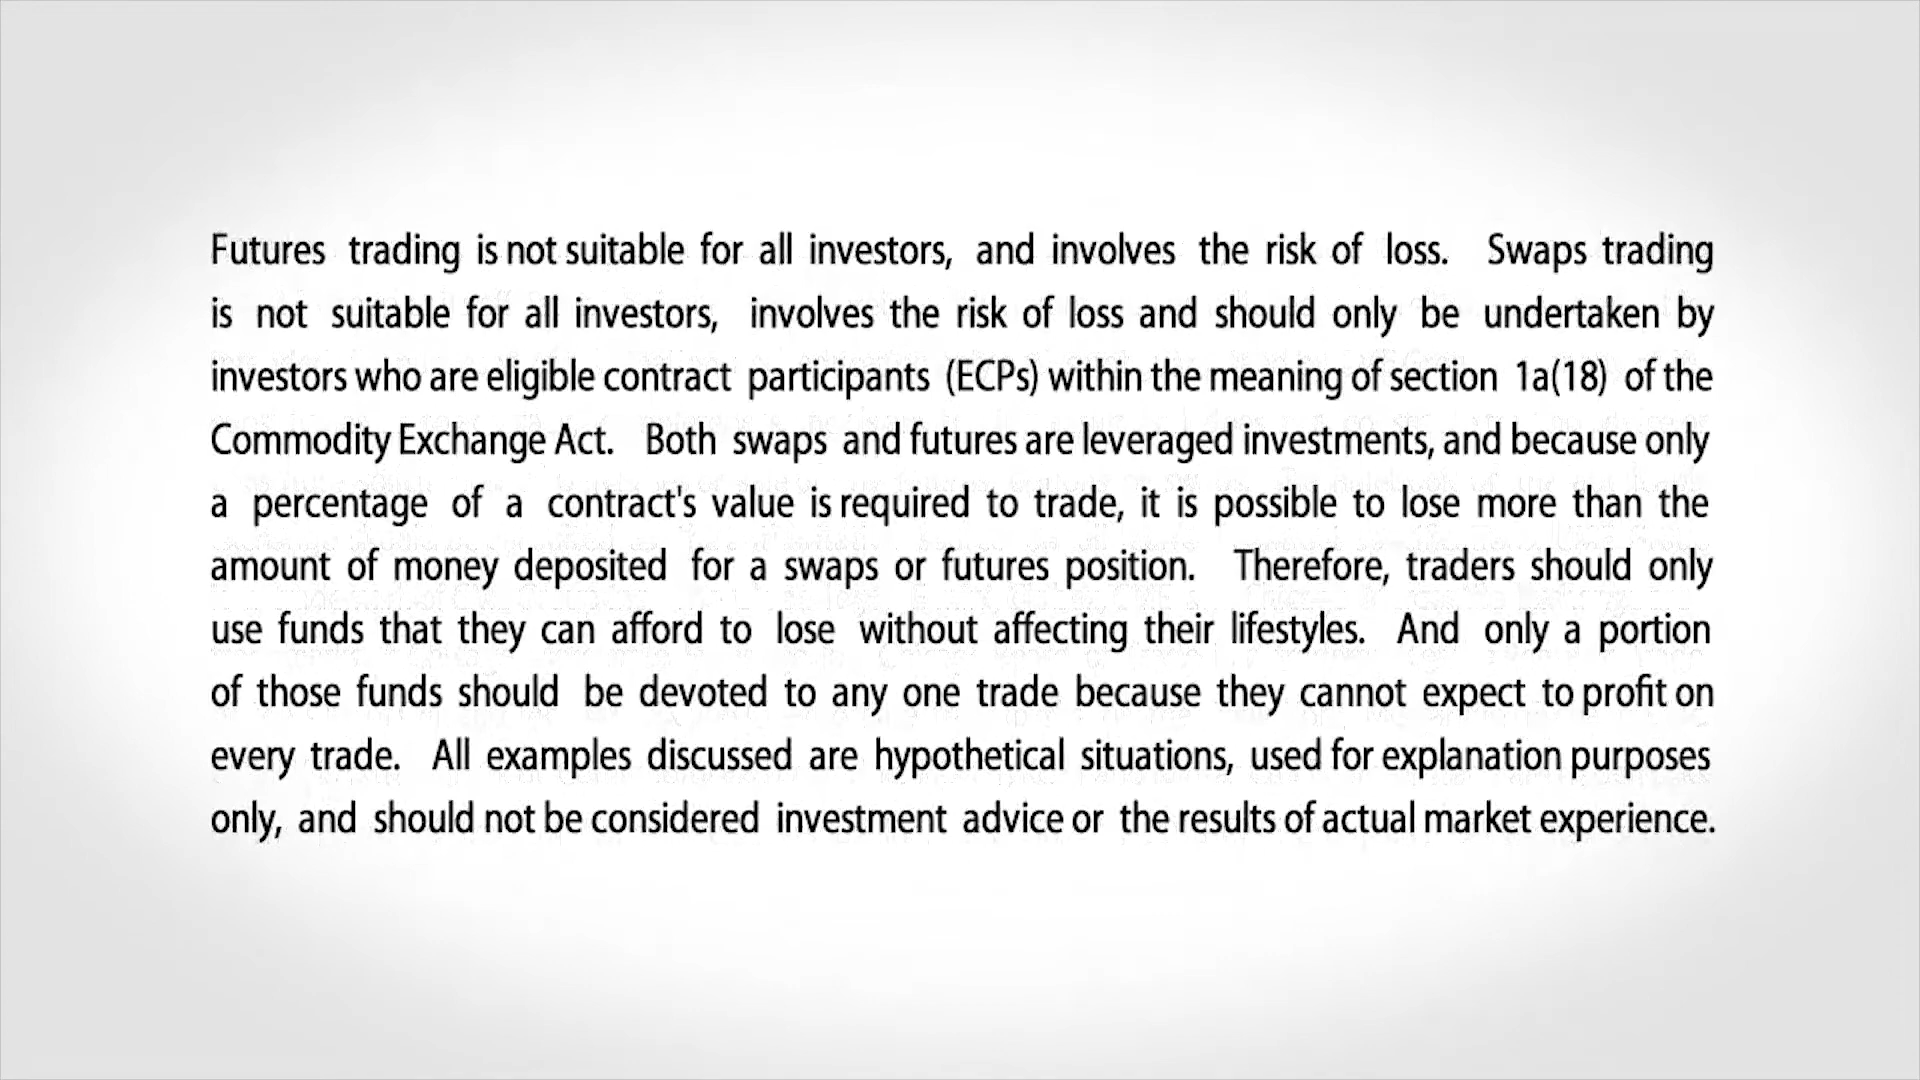 Futures trading is not suitable for all investors, and involves the risk of loss. Swaps trading
is not suitable for all investors, involves the risk of loss and should only be undertaken by
investors who are eligible contract participants (ECPs) within the meaning of section 1a(18) of the
Commodity Exchange Act. Both swaps and futures are leveraged investments, and because only
a percentage of a contract's value is required to trade, it is possible to lose more than the
amount of money deposited for a swaps or futures position. Therefore, traders should only
use funds that they can afford to lose without affecting their lifestyles. And only a portion
of those funds should be devoted to any one trade because they cannot expect to profit on
every trade. All examples discussed are hypothetical situations, used for explanation purposes
only, and should not be considered investment advice or the results of actual market experience.